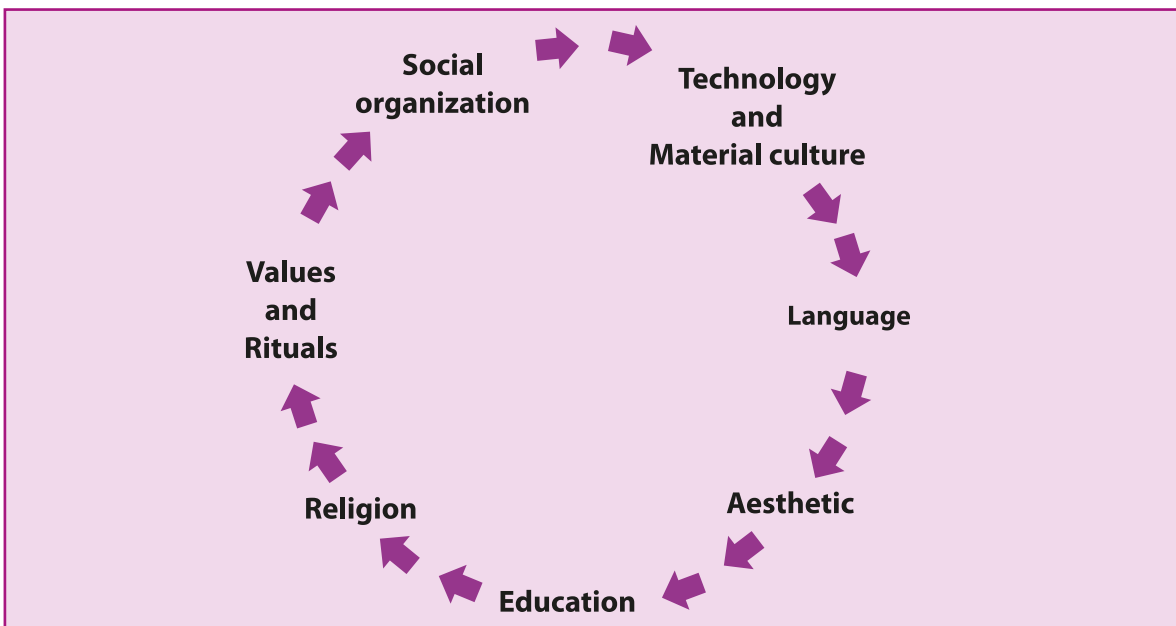 Social
organization
Technology
and
Material culture
Language
Aesthetic
Education
Religion
Values
and
Rituals